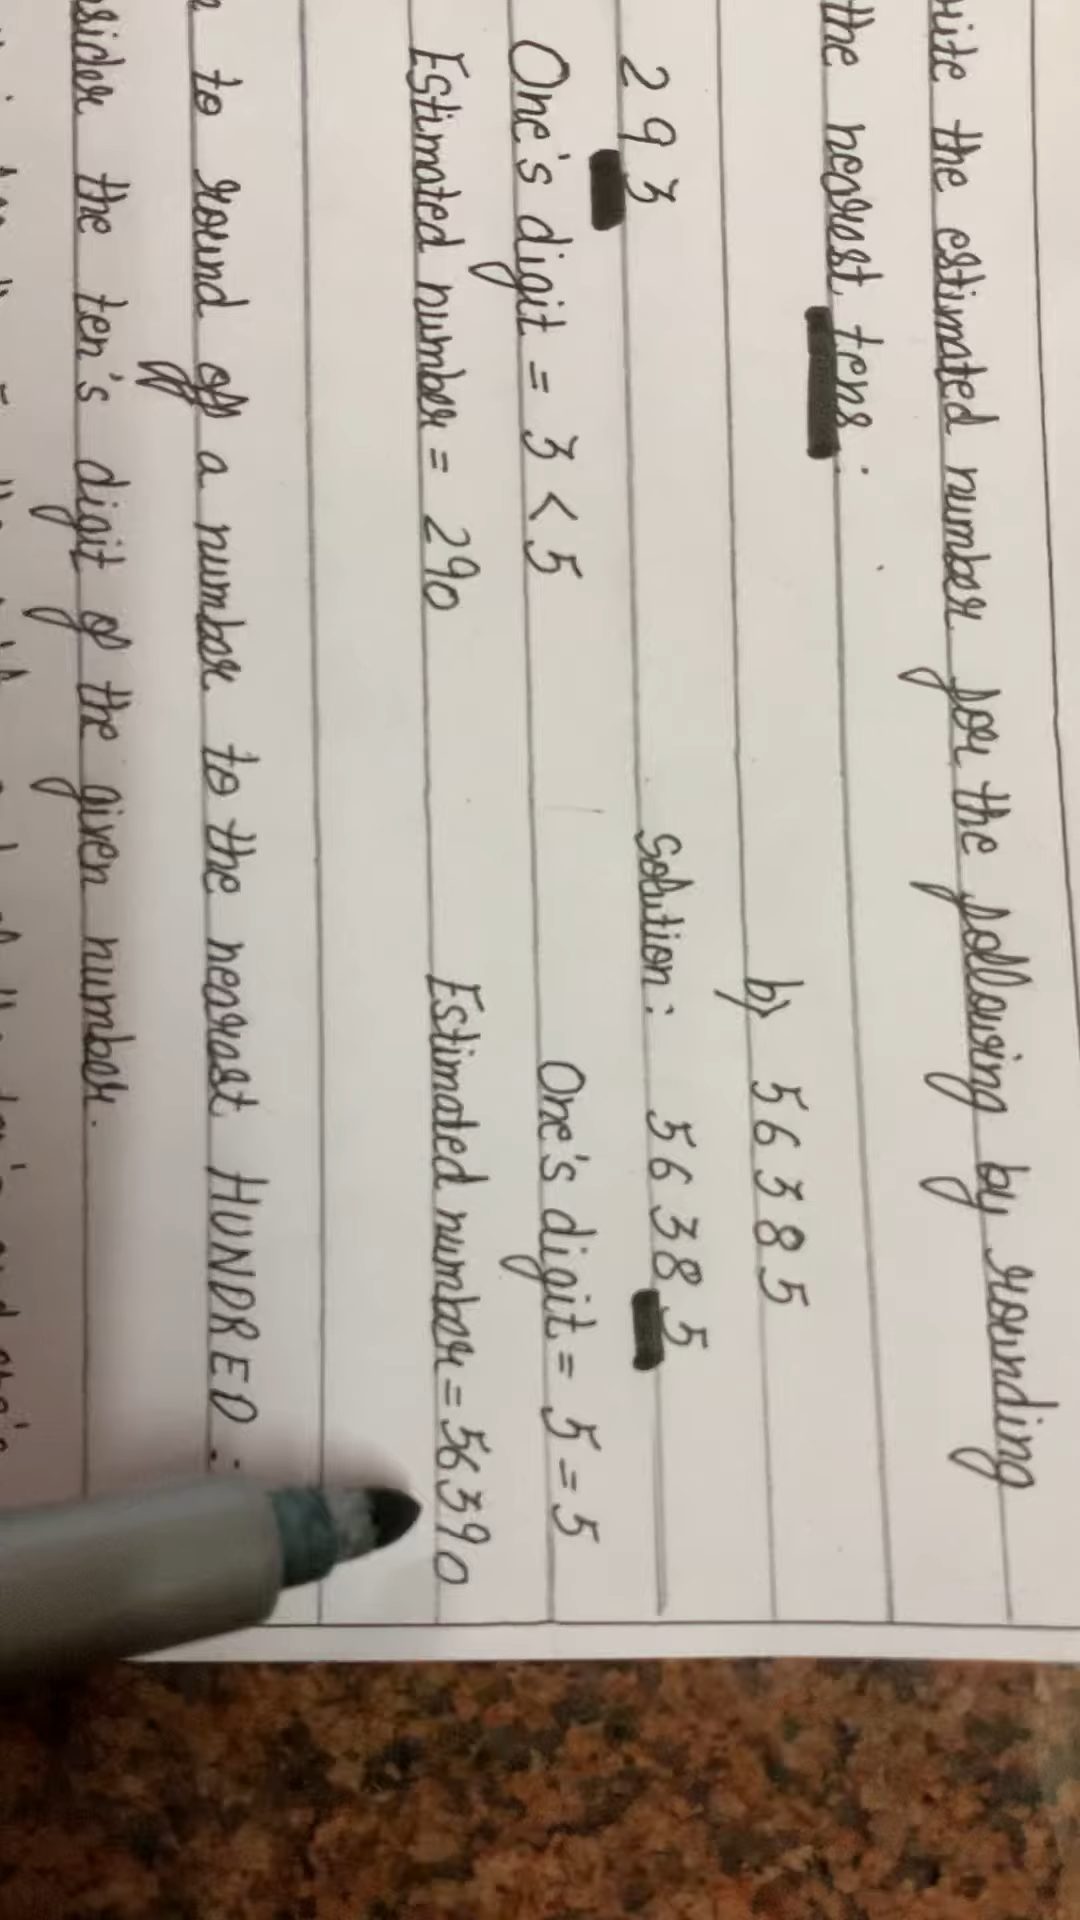 the estimated number for the following by rounding
the nearest tens:
b) 56385
293
Solution: 56385
One's digit = 3 < 5
One's digit = 5 = 5
Estimated number = 290
Estimated number = 56390
to round off a number to the nearest HUNDRED:
the ten's digit of the given number.